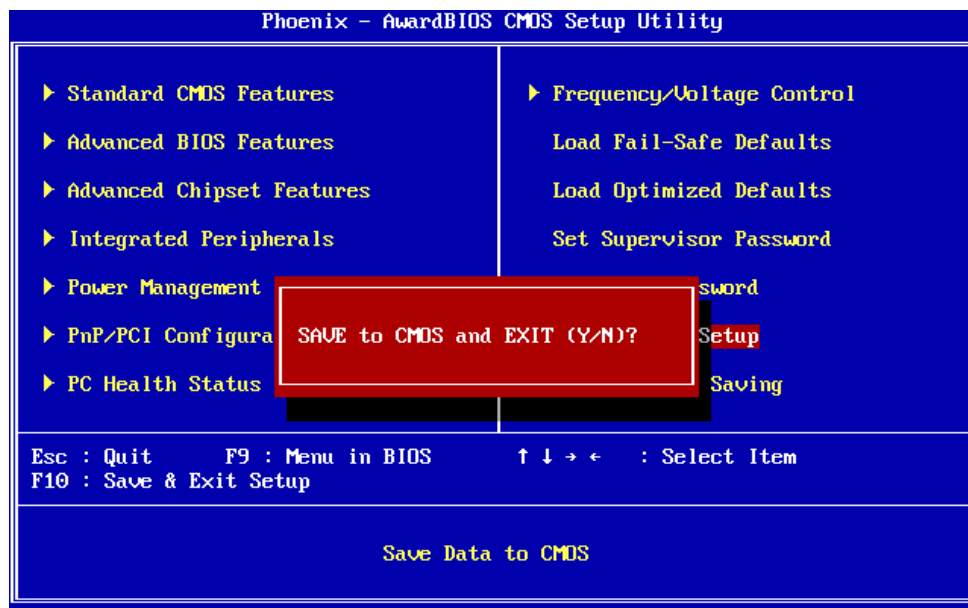 Phoenix - AwardBIOS CMOS Setup Utility
Standard CMOS Features
Advanced BIOS Features
Advanced Chipset Features
Integrated Peripherals
Power Management
PnP/PCI Configura
PC Health Status
Frequency/Voltage Control
Load Fail-Safe Defaults
Load Optimized Defaults
Set Supervisor Password
sword
Setup
Saving
SAVE to CMOS and EXIT (Y/N)?
Esc : Quit F9 : Menu in BIOS ↑ ↓ → ← : Select Item
F10 : Save & Exit Setup
Save Data to CMOS